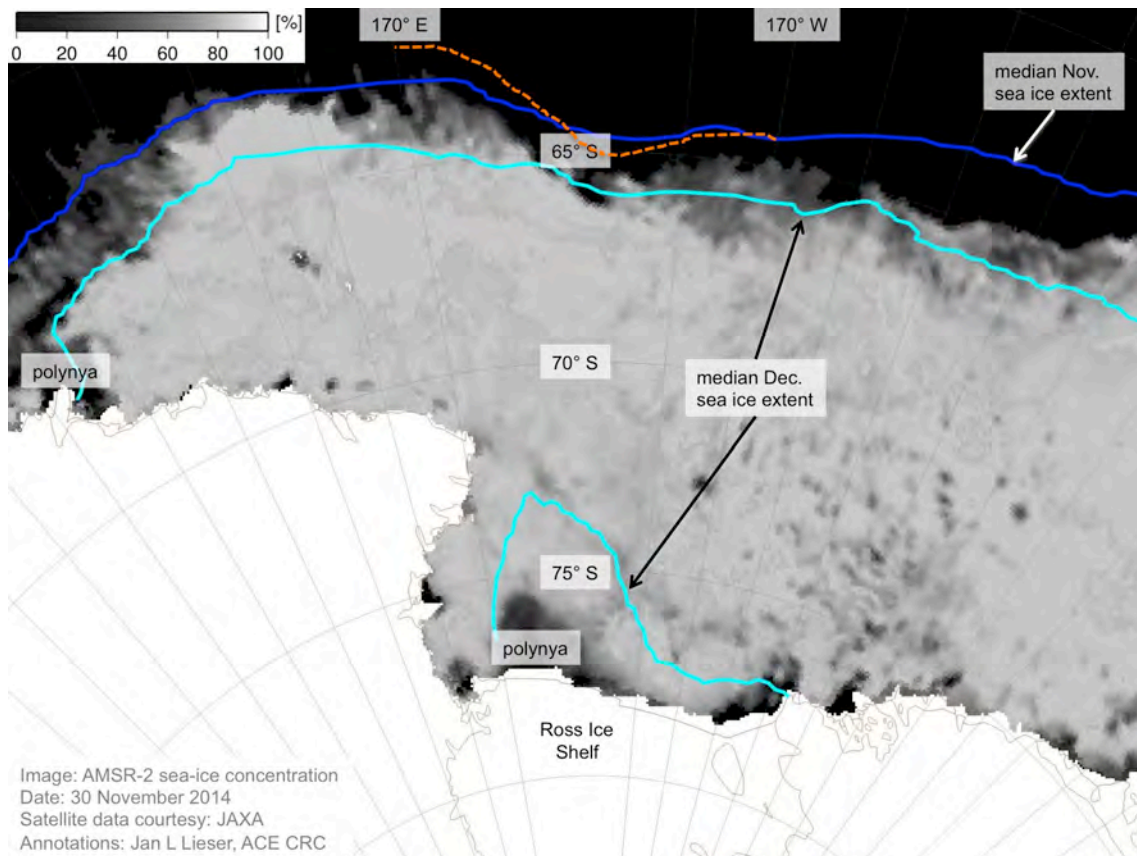 [%]
0 20 40 60 80 100
170° E
170° W
median Nov.
sea ice extent
65° S
polynya
70° S
median Dec.
sea ice extent
75° S
polynya
Ross Ice
Shelf
Image: AMSR-2 sea-ice concentration
Date: 30 November 2014
Satellite data courtesy: JAXA
Annotations: Jan L Lieser, ACE CRC